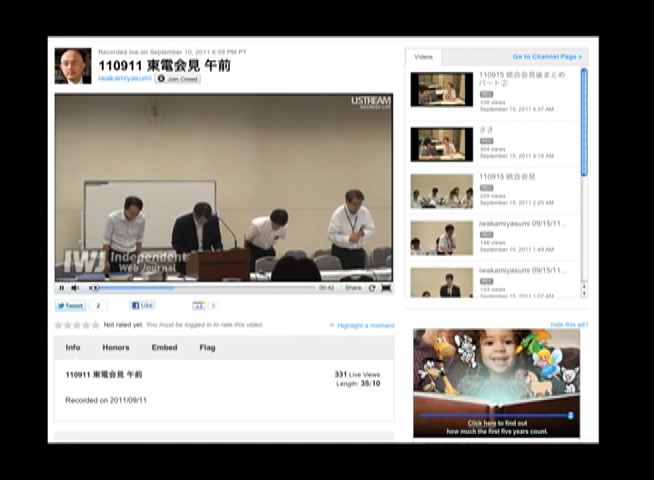 Recorded live on September 10, 2011 6:59 PM PT
110911 東電会見 午前
iwakamiyasumi Join Crowd
USTREAM
RECORDED LIVE
IWJ Independent
Web Journal
00:42 Share
Tweet 2 Like 0
Not rated yet. You must be logged in to rate this video. Highlight a moment
Info Honors Embed Flag
110911 東電会見 午前
331 Live Views
Length: 35:10
Recorded on 2011/09/11
Videos Go to Channel Page »
110915 統合会見後まとめ
パート②
REC
338 views
September 15, 2011 4:37 AM
ささ
REC
304 views
September 15, 2011 4:18 AM
110915 統合会見
REC
209 views
September 15, 2011 2:20 AM
iwakamiyasumi 09/15/11...
REC
146 views
September 15, 2011 1:49 AM
iwakamiyasumi 09/15/11...
REC
133 views
September 15, 2011 1:07 AM
hide this ad?
Click here to find out
how much the first five years count.